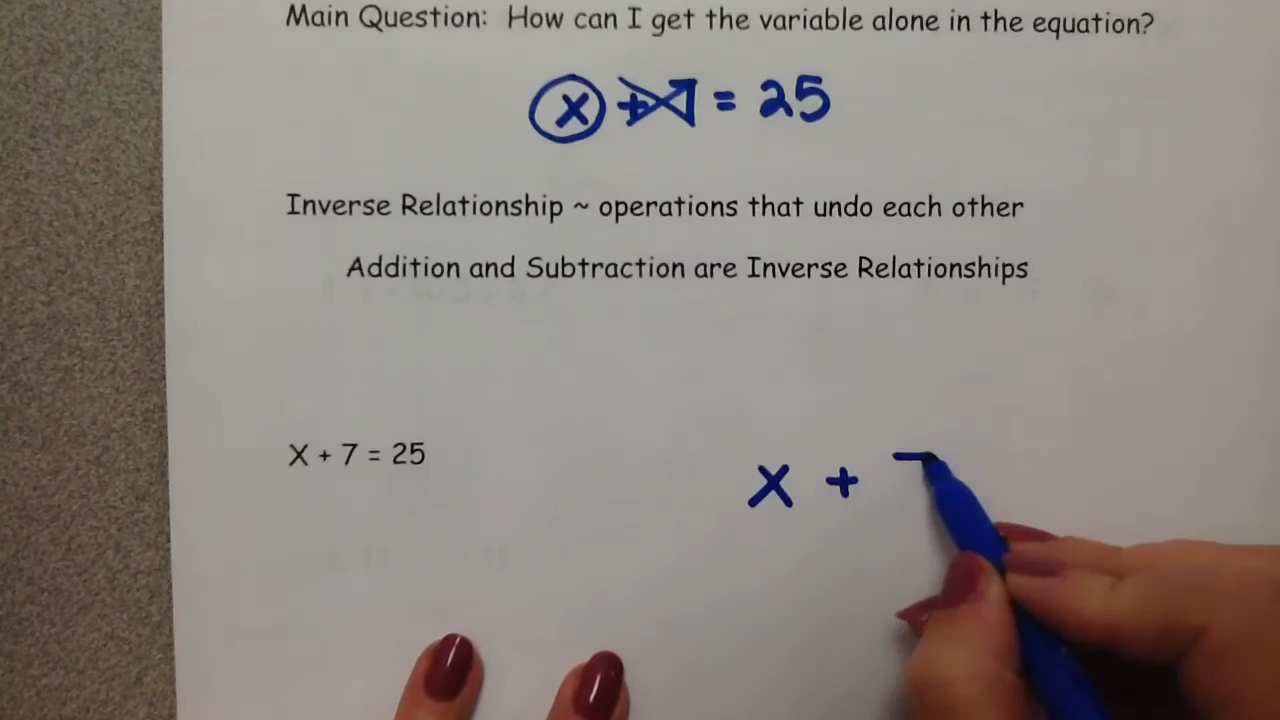 Main Question: How can I get the variable alone in the equation?
x + 7 = 25
Inverse Relationship ~ operations that undo each other
Addition and Subtraction are Inverse Relationships
X + 7 = 25
X +